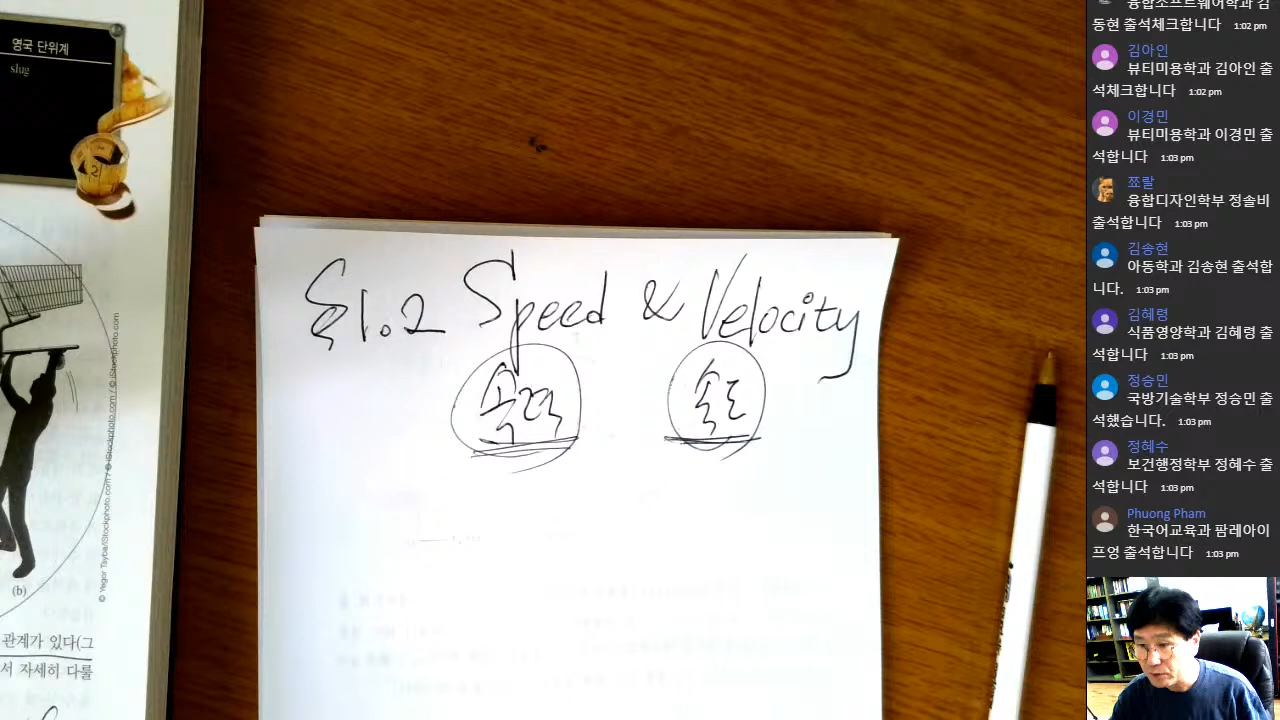 영국 단위계
slug
(b)
© Yegor Tsyba/iStockphoto.com / © iStockphoto.com / © iStockphoto.com
관계가 있다(그
서 자세히 다룰
§1.2 Speed & Velocity
속력 속도
융합소프트웨어학과 김
동현 출석체크합니다 1:02 pm
김아인
뷰티미용학과 김아인 출
석체크합니다 1:02 pm
이경민
뷰티미용학과 이경민 출
석합니다 1:03 pm
쬬랄
융합디자인학부 정솔비
출석합니다 1:03 pm
김송현
아동학과 김송현 출석합
니다. 1:03 pm
김혜령
식품영양학과 김혜령 출
석합니다 1:03 pm
정승민
국방기술학부 정승민 출
석했습니다. 1:03 pm
정혜수
보건행정학부 정혜수 출
석합니다 1:03 pm
Phuong Pham
한국어교육과 팜레아이
프엉 출석합니다 1:03 pm